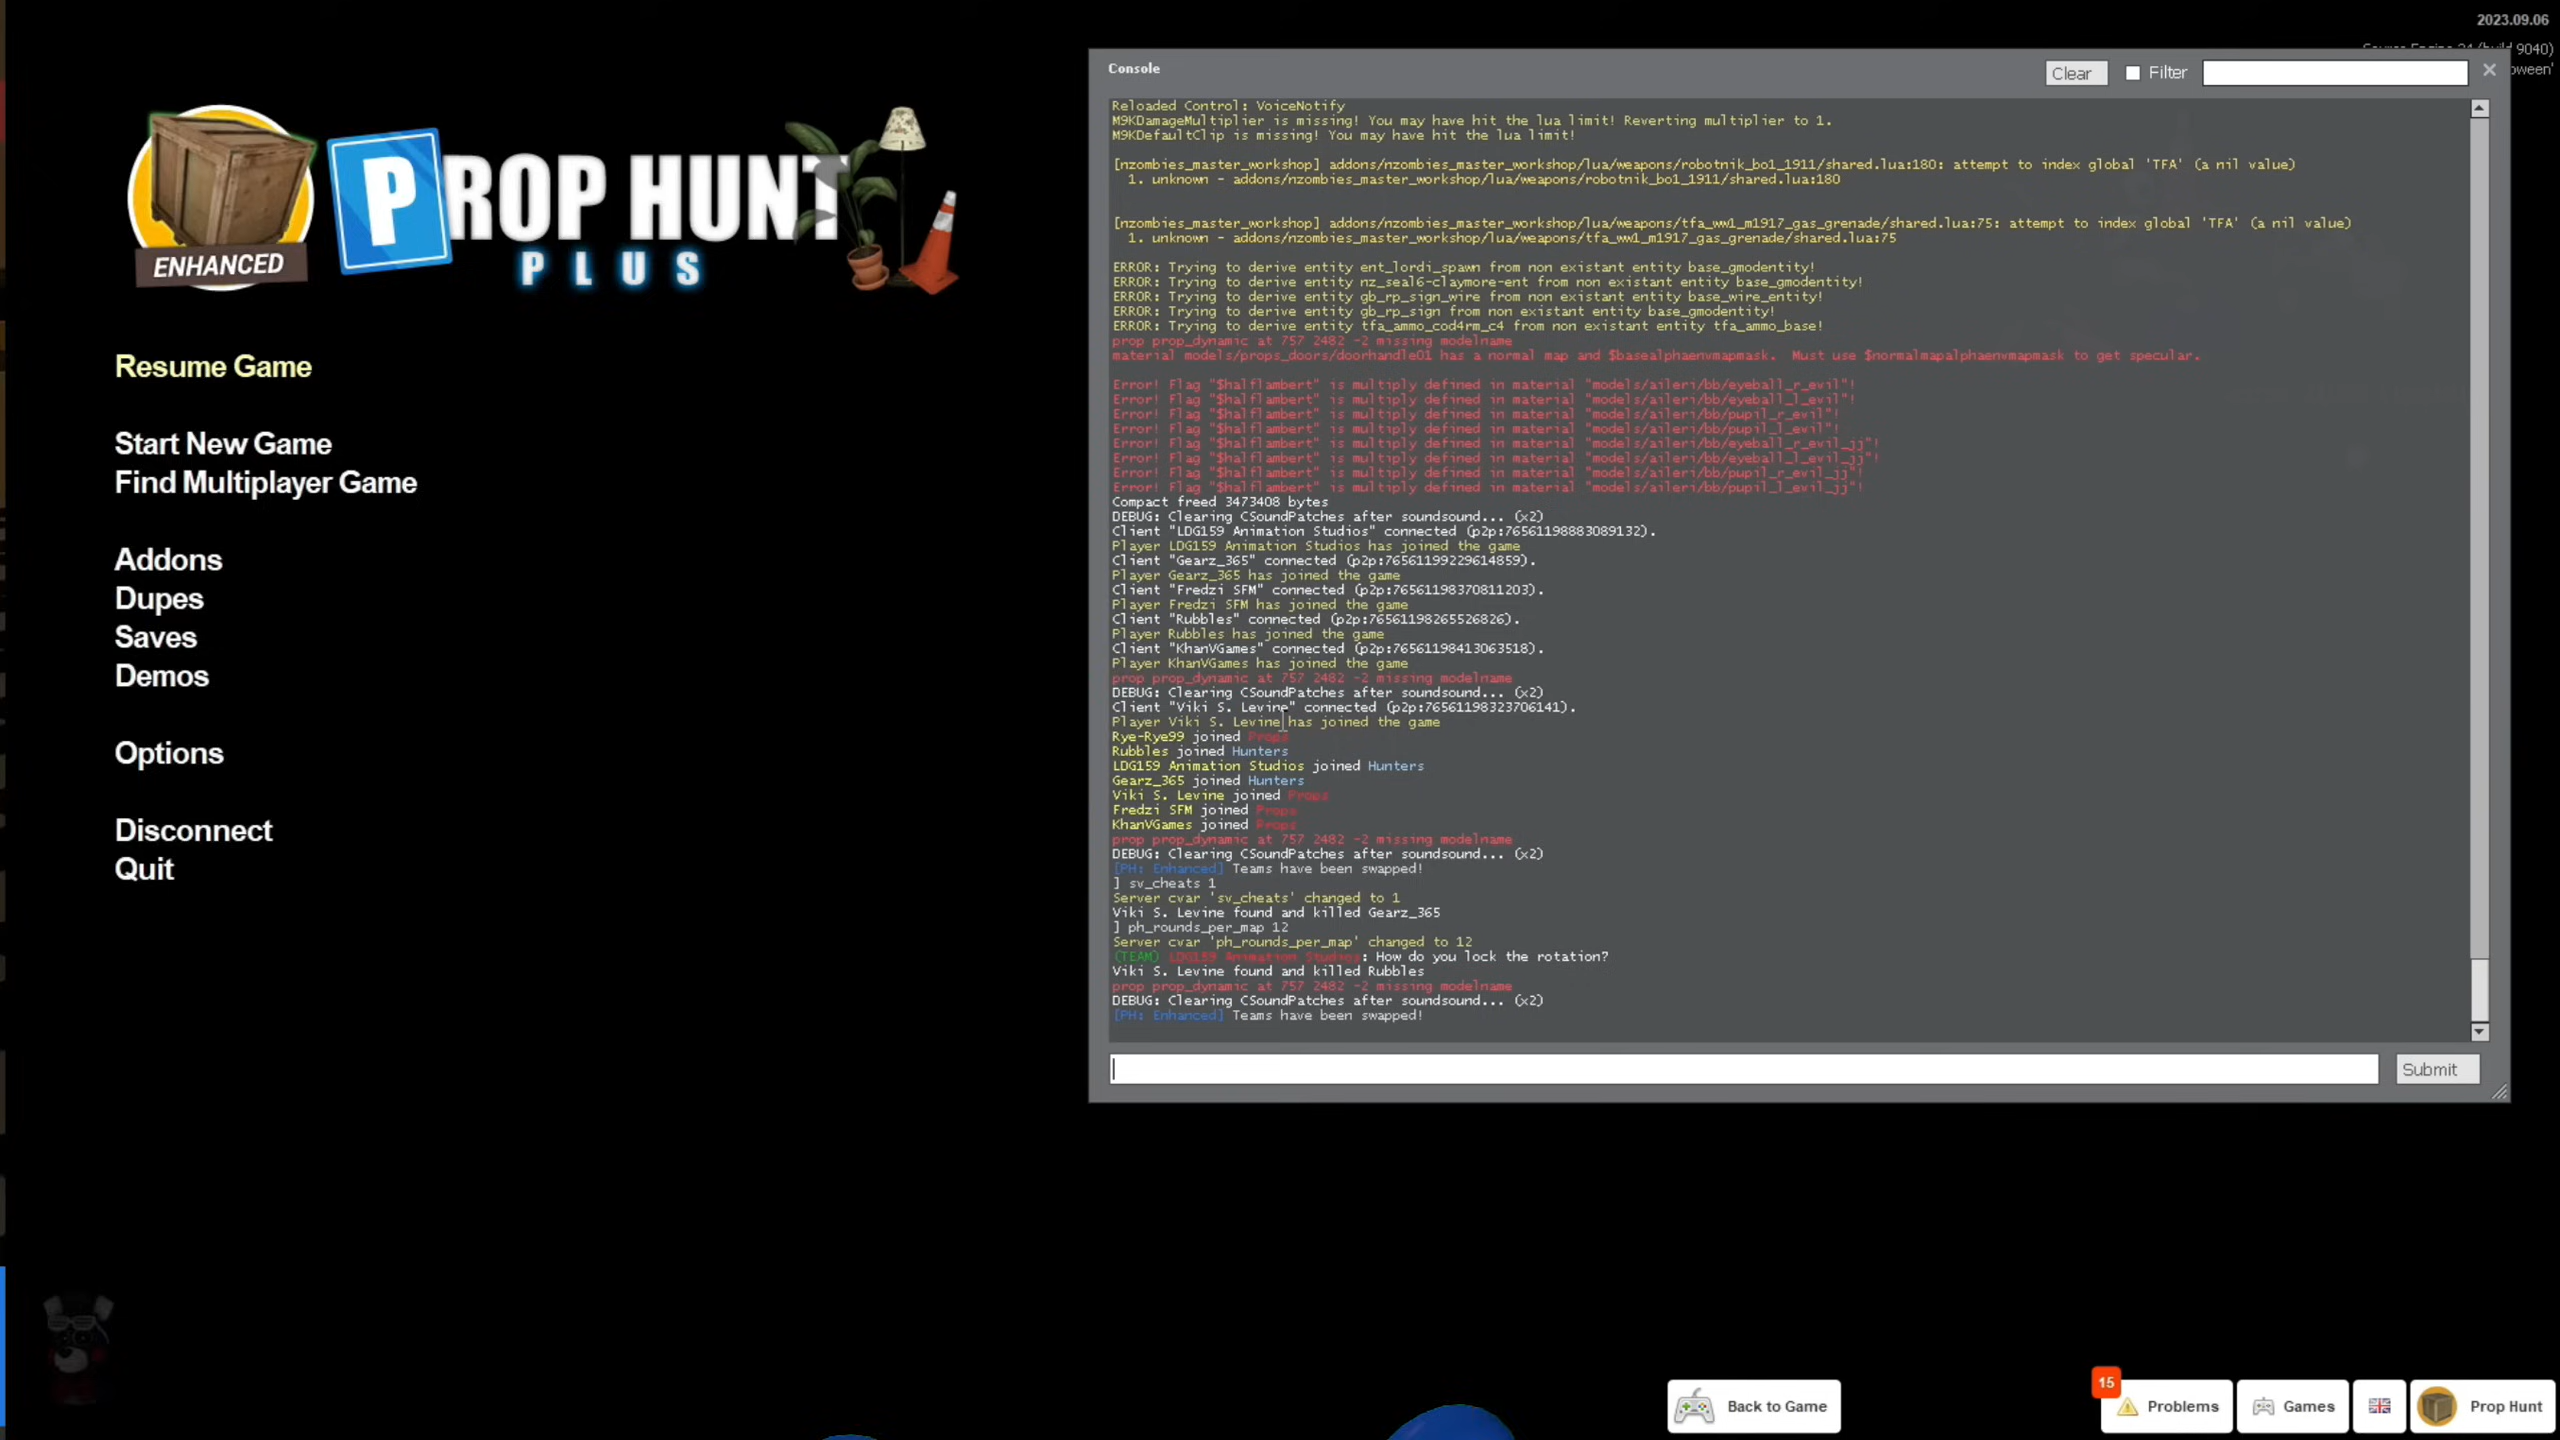 2023.09.06
9040)
ween'
ENHANCED
PROP HUNT
PLUS
Resume Game
Start New Game
Find Multiplayer Game
Addons
Dupes
Saves
Demos
Options
Disconnect
Quit
Console
Clear
Filter
Reloaded Control: VoiceNotify
M9KDamageMultiplier is missing! You may have hit the lua limit! Reverting multiplier to 1.
M9KDefaultClip is missing! You may have hit the lua limit!
[nzombies_master_workshop] addons/nzombies_master_workshop/lua/weapons/robotnik_bo1_1911/shared.lua:180: attempt to index global 'TFA' (a nil value)
1. unknown - addons/nzombies_master_workshop/lua/weapons/robotnik_bo1_1911/shared.lua:180
[nzombies_master_workshop] addons/nzombies_master_workshop/lua/weapons/tfa_ww1_m1917_gas_grenade/shared.lua:75: attempt to index global 'TFA' (a nil value)
1. unknown - addons/nzombies_master_workshop/lua/weapons/tfa_ww1_m1917_gas_grenade/shared.lua:75
ERROR: Trying to derive entity ent_lordi_spawn from non existant entity base_gmodentity!
ERROR: Trying to derive entity nz_seal6-claymore-ent from non existant entity base_gmodentity!
ERROR: Trying to derive entity gb_rp_sign_wire from non existant entity base_wire_entity!
ERROR: Trying to derive entity gb_rp_sign from non existant entity base_gmodentity!
ERROR: Trying to derive entity tfa_ammo_cod4rm_c4 from non existant entity tfa_ammo_base!
prop prop_dynamic at 757 2482 -2 missing modelname
material models/props_doors/doorhandle01 has a normal map and $basealphaenvmapmask.  Must use $normalmapalphaenvmapmask to get specular.
Error! Flag "$halflambert" is multiply defined in material "models/aileri/bb/eyeball_r_evil"!
Error! Flag "$halflambert" is multiply defined in material "models/aileri/bb/eyeball_l_evil"!
Error! Flag "$halflambert" is multiply defined in material "models/aileri/bb/pupil_r_evil"!
Error! Flag "$halflambert" is multiply defined in material "models/aileri/bb/pupil_l_evil"!
Error! Flag "$halflambert" is multiply defined in material "models/aileri/bb/eyeball_r_evil_jj"!
Error! Flag "$halflambert" is multiply defined in material "models/aileri/bb/eyeball_l_evil_jj"!
Error! Flag "$halflambert" is multiply defined in material "models/aileri/bb/pupil_r_evil_jj"!
Error! Flag "$halflambert" is multiply defined in material "models/aileri/bb/pupil_l_evil_jj"!
Compact freed 3473408 bytes
DEBUG: Clearing CSoundPatches after soundsound... (x2)
Client "LDG159 Animation Studios" connected (p2p:76561198883089132).
Player LDG159 Animation Studios has joined the game
Client "Gearz_365" connected (p2p:76561199229614859).
Player Gearz_365 has joined the game
Client "Fredzi SFM" connected (p2p:76561198370811203).
Player Fredzi SFM has joined the game
Client "Rubbles" connected (p2p:76561198265526826).
Player Rubbles has joined the game
Client "KhanVGames" connected (p2p:76561198413063518).
Player KhanVGames has joined the game
prop prop_dynamic at 757 2482 -2 missing modelname
DEBUG: Clearing CSoundPatches after soundsound... (x2)
Client "Viki S. Levine" connected (p2p:76561198323706141).
Player Viki S. Levine has joined the game
Rye-Rye99 joined Props
Rubbles joined Hunters
LDG159 Animation Studios joined Hunters
Gearz_365 joined Hunters
Viki S. Levine joined Props
Fredzi SFM joined Props
KhanVGames joined Props
prop prop_dynamic at 757 2482 -2 missing modelname
DEBUG: Clearing CSoundPatches after soundsound... (x2)
[PH: Enhanced] Teams have been swapped!
] sv_cheats 1
Server cvar 'sv_cheats' changed to 1
Viki S. Levine found and killed Gearz_365
] ph_rounds_per_map 12
Server cvar 'ph_rounds_per_map' changed to 12
(TEAM) LDG159 Animation Studios: How do you lock the rotation?
Viki S. Levine found and killed Rubbles
prop prop_dynamic at 757 2482 -2 missing modelname
DEBUG: Clearing CSoundPatches after soundsound... (x2)
[PH: Enhanced] Teams have been swapped!
Submit
Back to Game
15
Problems
Games
Prop Hunt